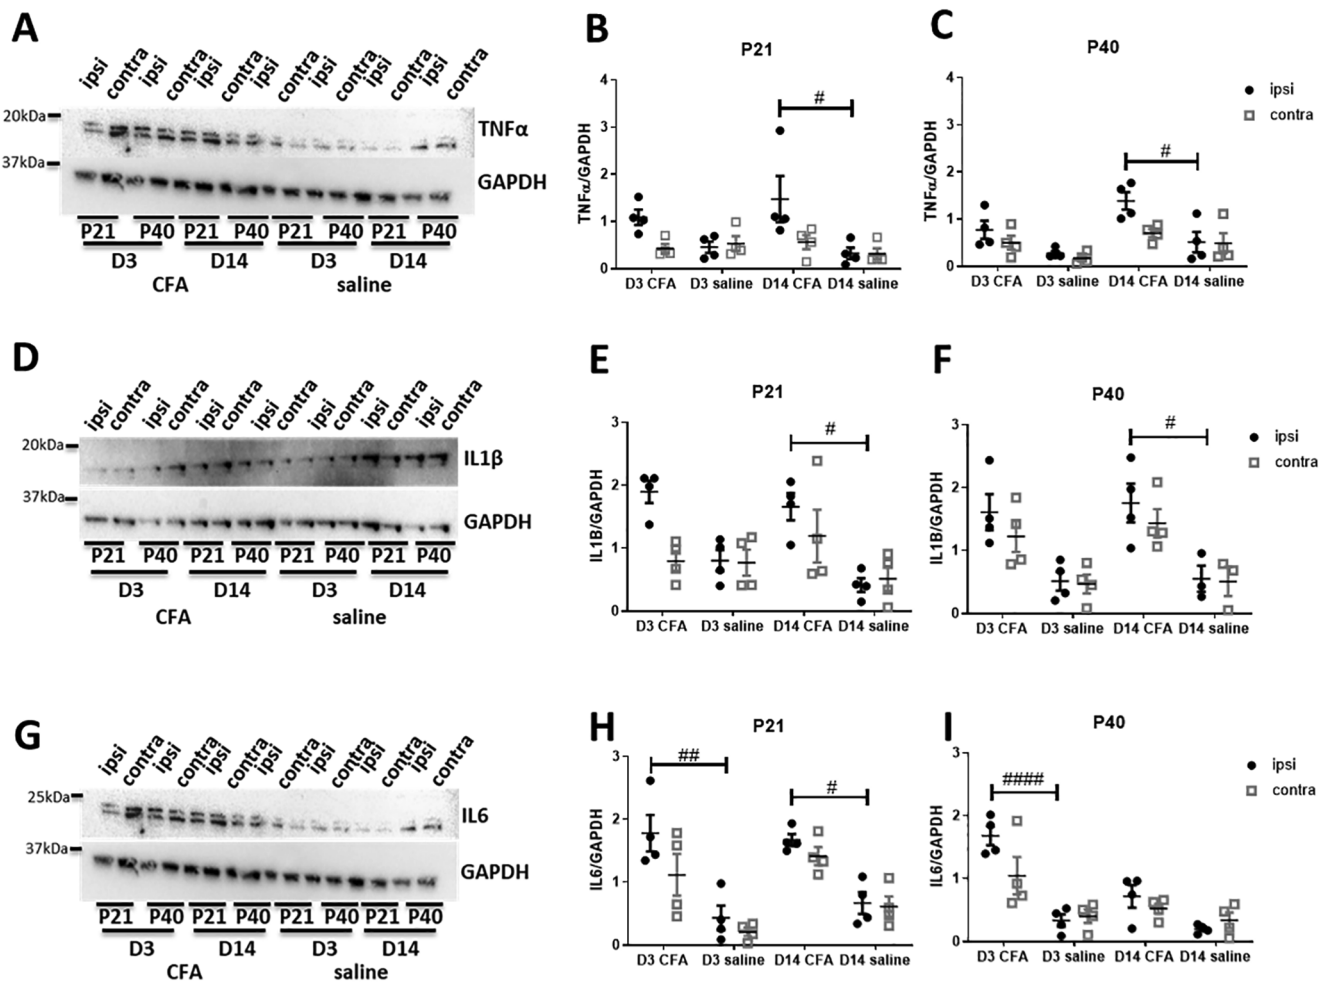 A
ipsi contra ipsi contra ipsi contra ipsi contra ipsi contra ipsi contra ipsi contra
20kDa
TNFα
37kDa
GAPDH
P21 P40 P21 P40 P21 P40 P21 P40
D3 D14 D3 D14
CFA saline
B
P21
TNFα/GAPDH
4
3
2
1
0
#
D3 CFA D3 saline D14 CFA D14 saline
C
P40
TNFα/GAPDH
4
3
2
1
0
#
D3 CFA D3 saline D14 CFA D14 saline
ipsi
contra
D
ipsi contra ipsi contra ipsi contra ipsi contra ipsi contra ipsi contra ipsi contra
20kDa
IL1β
37kDa
GAPDH
P21 P40 P21 P40 P21 P40 P21 P40
D3 D14 D3 D14
CFA saline
E
P21
IL1B/GAPDH
3
2
1
0
#
D3 CFA D3 saline D14 CFA D14 saline
F
P40
IL1B/GAPDH
3
2
1
0
#
D3 CFA D3 saline D14 CFA D14 saline
ipsi
contra
G
ipsi contra ipsi contra ipsi contra ipsi contra ipsi contra ipsi contra ipsi contra
25kDa
IL6
37kDa
GAPDH
P21 P40 P21 P40 P21 P40 P21 P40
D3 D14 D3 D14
CFA saline
H
P21
IL6/GAPDH
3
2
1
0
##
#
D3 CFA D3 saline D14 CFA D14 saline
I
P40
IL6/GAPDH
3
2
1
0
####
D3 CFA D3 saline D14 CFA D14 saline
ipsi
contra